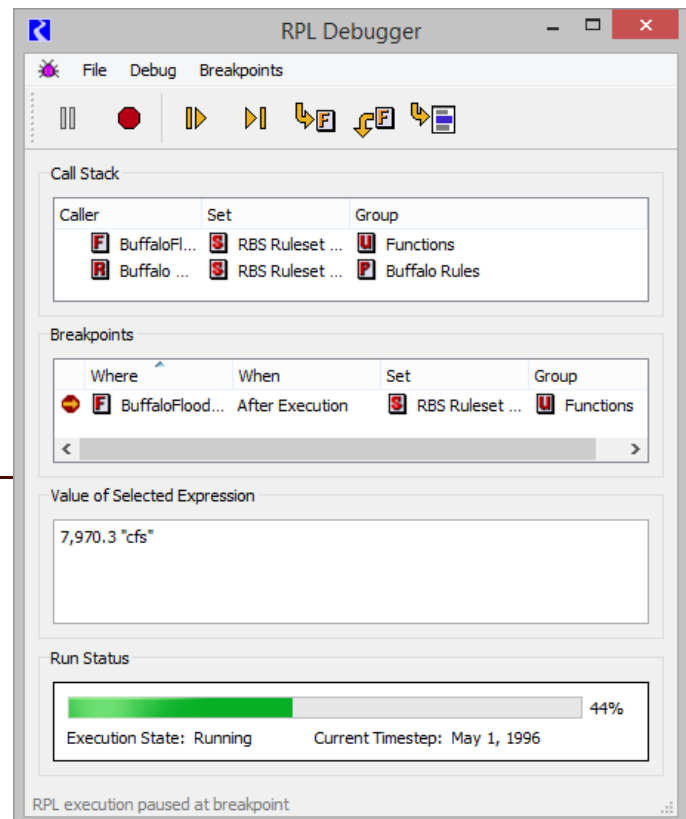 RPL Debugger
File Debug Breakpoints
F F
Call Stack
Caller Set Group
F BuffaloFl... S RBS Ruleset ... U Functions
R Buffalo ... S RBS Ruleset ... P Buffalo Rules
Breakpoints
Where When Set Group
F BuffaloFlood... After Execution S RBS Ruleset ... U Functions
Value of Selected Expression
7,970.3 "cfs"
Run Status
44%
Execution State: Running Current Timestep: May 1, 1996
RPL execution paused at breakpoint